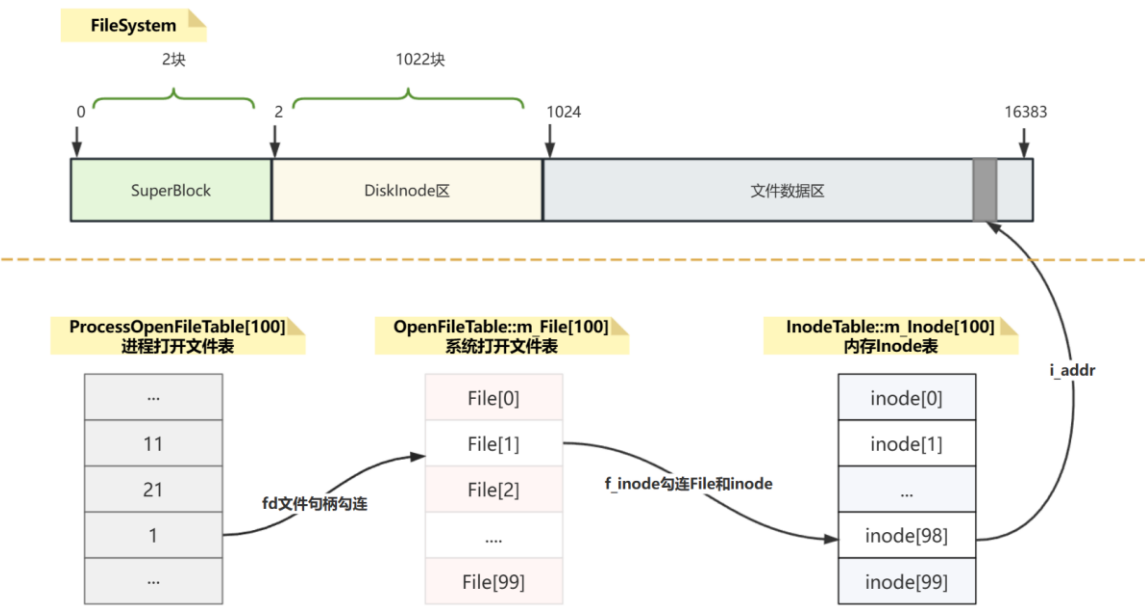 FileSystem
2块
1022块
0
2
1024
16383
SuperBlock
DiskInode区
文件数据区
ProcessOpenFileTable[100]
进程打开文件表
OpenFileTable::m_File[100]
系统打开文件表
InodeTable::m_Inode[100]
内存Inode表
i_addr
...
11
21
1
...
fd文件句柄勾连
File[0]
File[1]
File[2]
....
File[99]
f_inode勾连File和inode
inode[0]
inode[1]
...
inode[98]
inode[99]